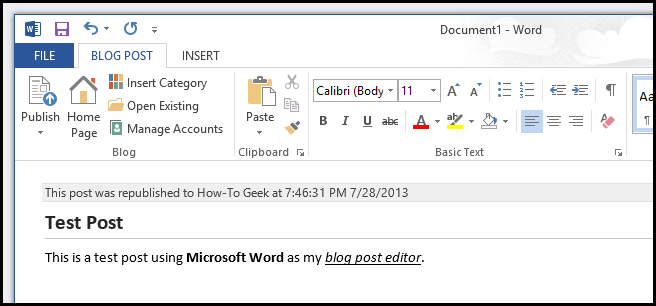 Document1 - Word
FILE BLOG POST INSERT
Publish
Home Page
Insert Category
Open Existing
Manage Accounts
Blog
Paste
Clipboard
Calibri (Body 11 A A
B I U abc A aby
Basic Text
Aa
This post was republished to How-To Geek at 7:46:31 PM 7/28/2013
Test Post
This is a test post using Microsoft Word as my blog post editor.